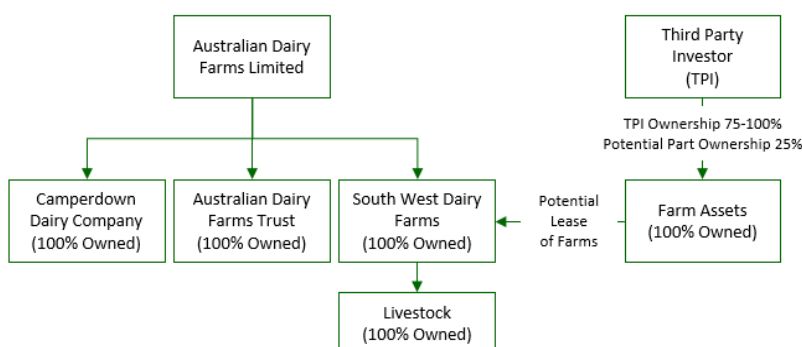 Australian Dairy
Farms Limited
Third Party
Investor
(TPI)
TPI Ownership 75-100%
Potential Part Ownership 25%
Camperdown
Dairy Company
(100% Owned)
Australian Dairy
Farms Trust
(100% Owned)
South West Dairy
Farms
(100% Owned)
Potential
Lease
of Farms
Farm Assets
(100% Owned)
Livestock
(100% Owned)